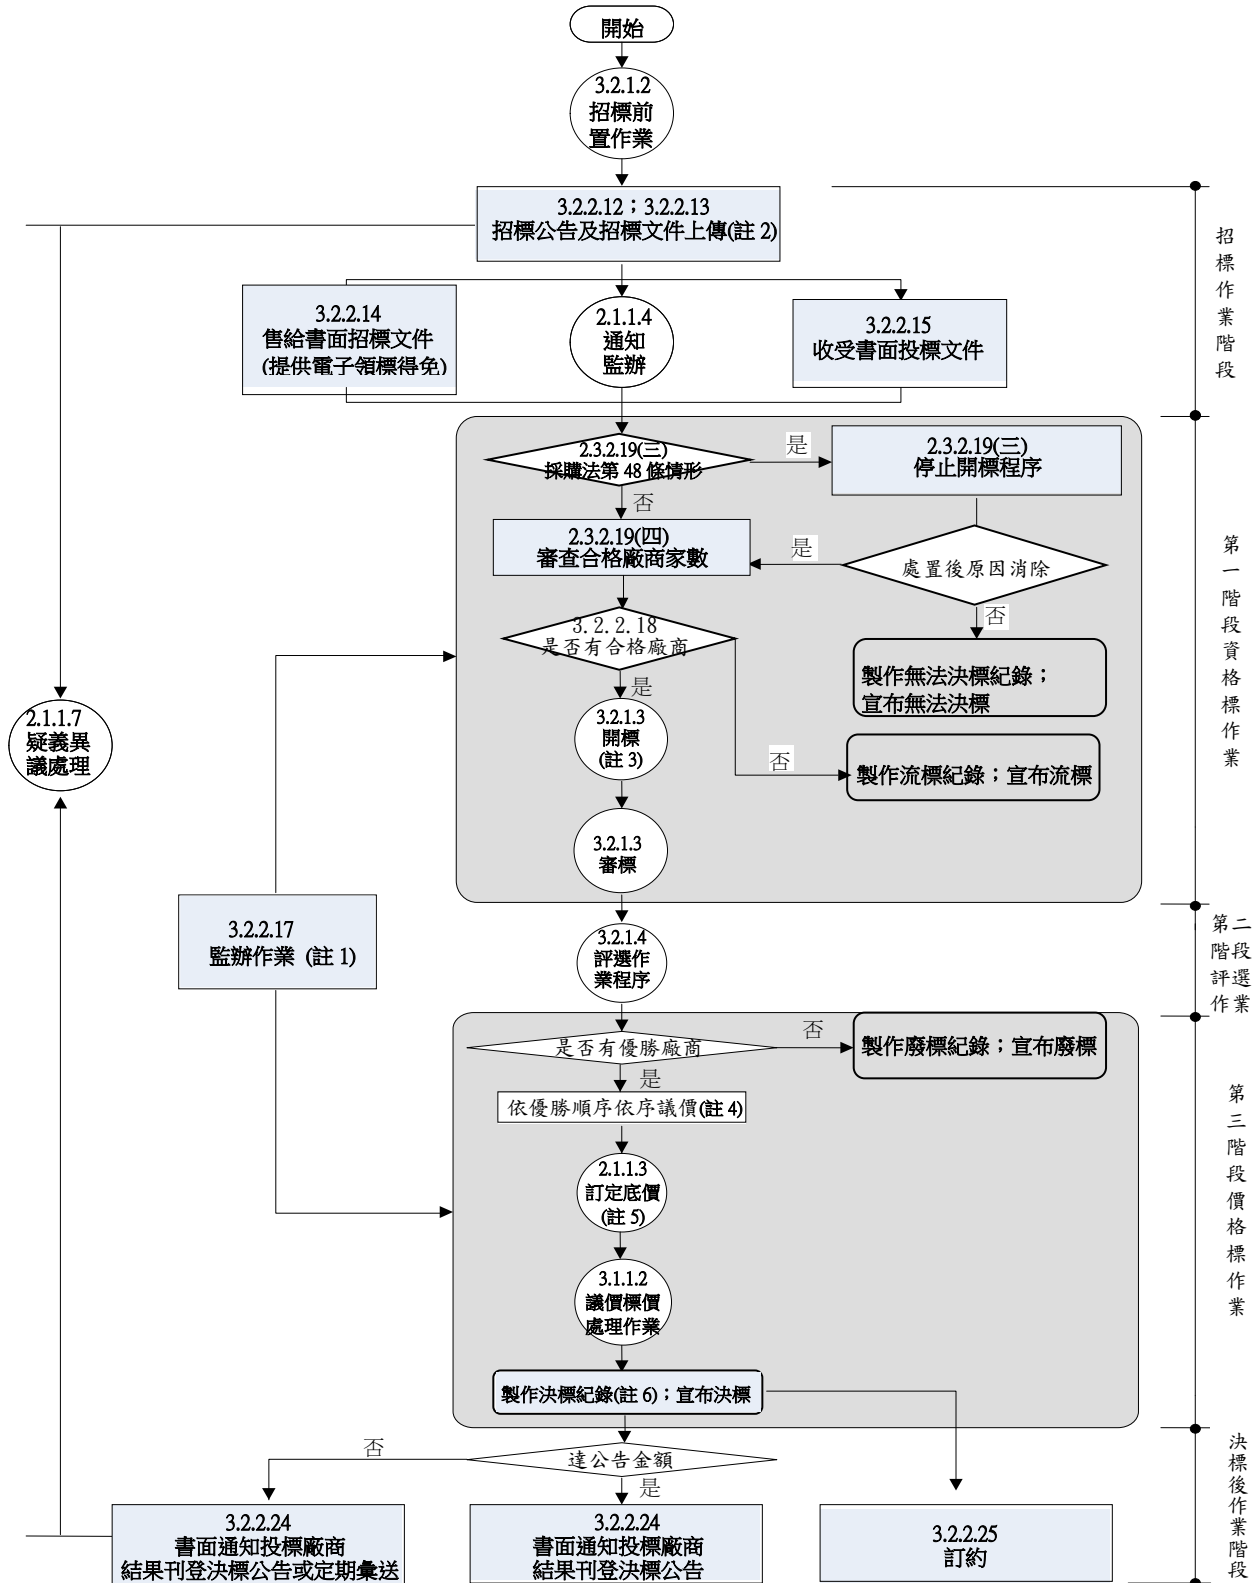 開始
3.2.1.2
招標前
置作業
3.2.2.12；3.2.2.13
招標公告及招標文件上傳(註 2)
招標作業階段
3.2.2.14
售給書面招標文件
(提供電子領標得免)
2.1.1.4
通知
監辦
3.2.2.15
收受書面投標文件
2.3.2.19(三)
採購法第 48 條情形
是
2.3.2.19(三)
停止開標程序
否
2.3.2.19(四)
審查合格廠商家數
是
處置後原因消除
否
第一階段資格標作業
3.2.2.18
是否有合格廠商
製作無法決標紀錄；
宣布無法決標
是
3.2.1.3
開標
(註 3)
否
製作流標紀錄；宣布流標
2.1.1.7
疑義異
議處理
3.2.1.3
審標
3.2.2.17
監辦作業 (註 1)
3.2.1.4
評選作
業程序
第二
階段
評選
作業
是否有優勝廠商
否
製作廢標紀錄；宣布廢標
是
依優勝順序依序議價(註 4)
第三階段價格標作業
2.1.1.3
訂定底價
(註 5)
3.1.1.2
議價標價
處理作業
製作決標紀錄(註 6)；宣布決標
否
達公告金額
是
決標後作業階段
3.2.2.24
書面通知投標廠商
結果刊登決標公告或定期彙送
3.2.2.24
書面通知投標廠商
結果刊登決標公告
3.2.2.25
訂約